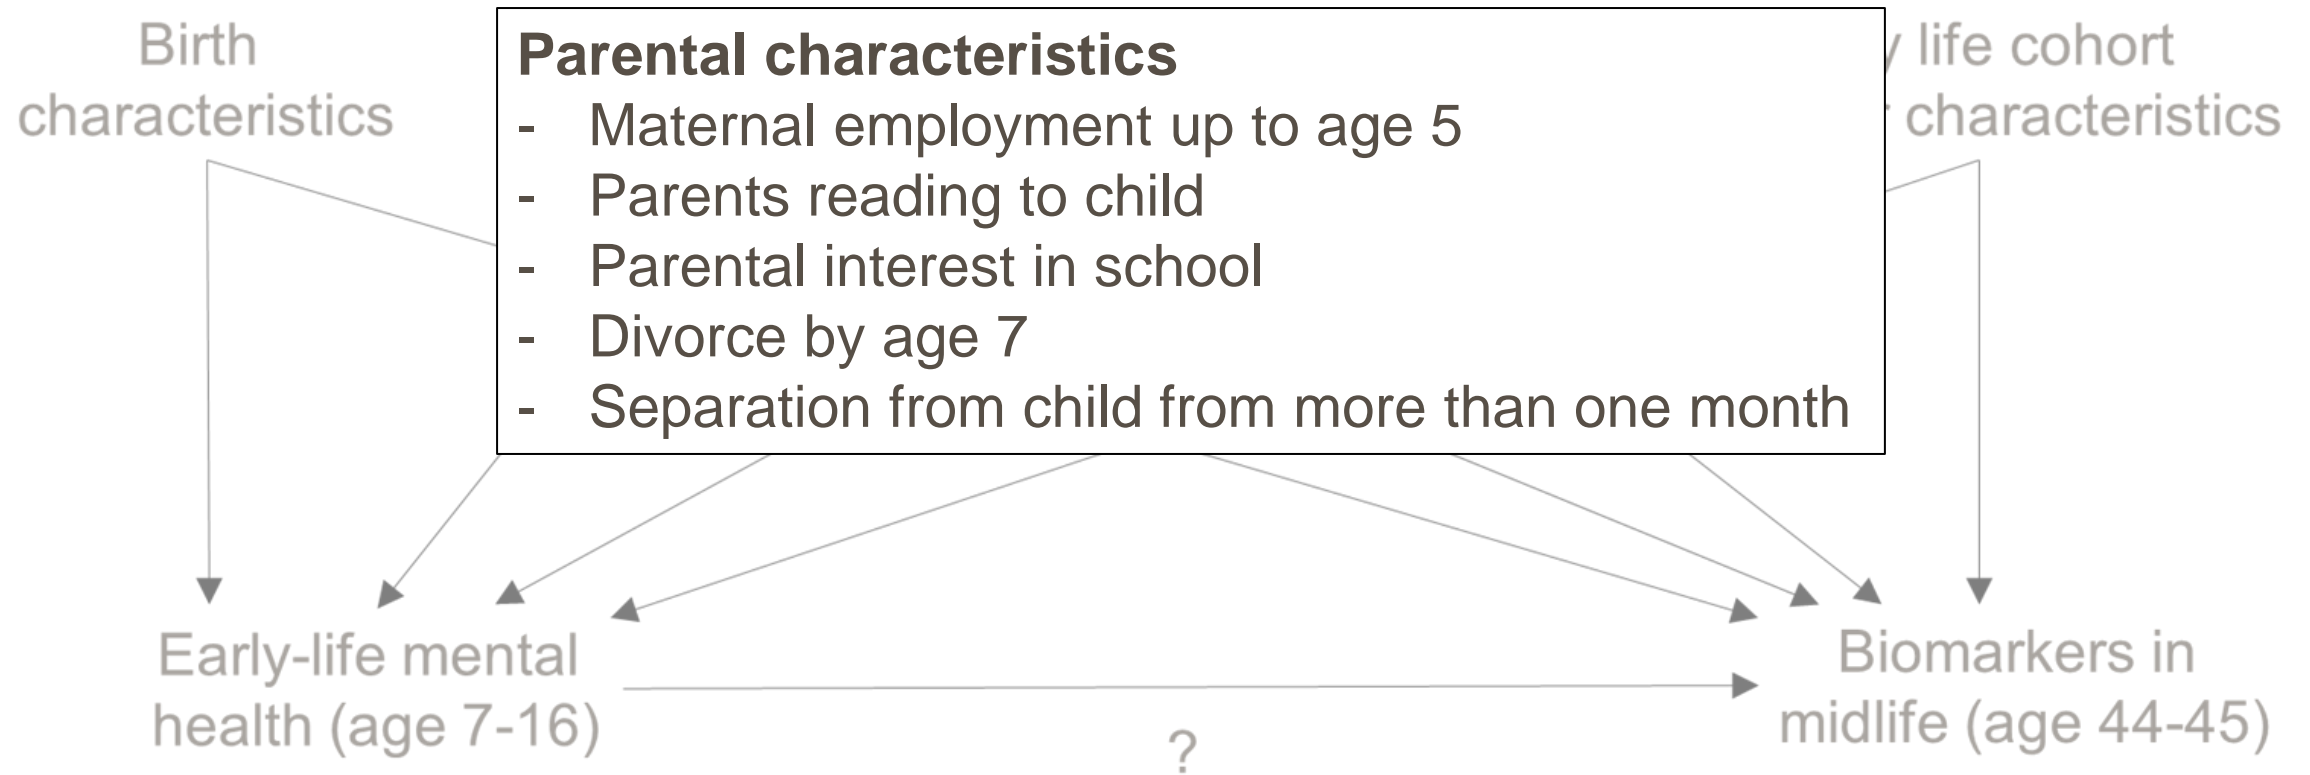 Birth
characteristics
Parental characteristics
- Maternal employment up to age 5
- Parents reading to child
- Parental interest in school
- Divorce by age 7
- Separation from child from more than one month
life cohort
characteristics
Early-life mental
health (age 7-16)
?
Biomarkers in
midlife (age 44-45)